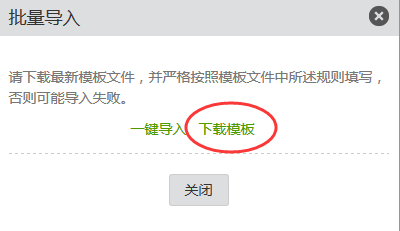 批量导入
请下载最新模板文件，并严格按照模板文件中所述规则填写，
否则可能导入失败。
一键导入 下载模板
关闭